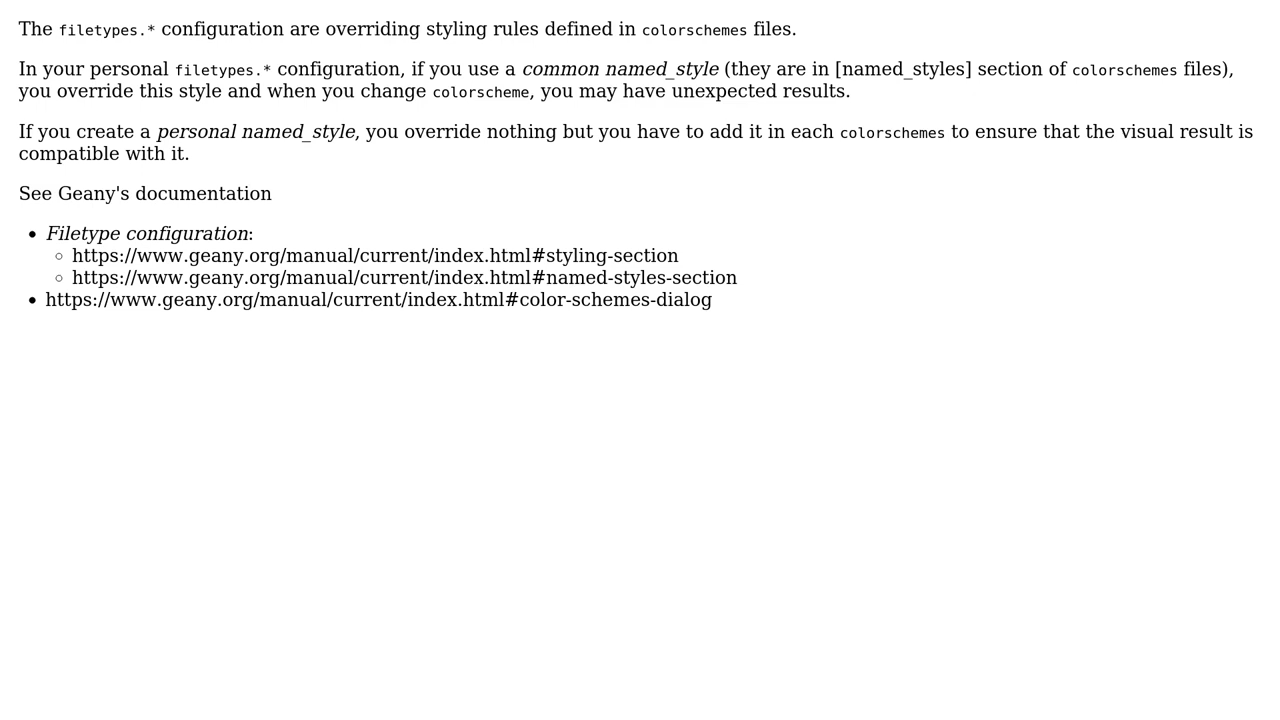 The filetypes.* configuration are overriding styling rules defined in colorschemes files.
In your personal filetypes.* configuration, if you use a common named_style (they are in [named_styles] section of colorschemes files),
you override this style and when you change colorscheme, you may have unexpected results.
If you create a personal named_style, you override nothing but you have to add it in each colorschemes to ensure that the visual result is
compatible with it.
See Geany's documentation
• Filetype configuration:
◦ https://www.geany.org/manual/current/index.html#styling-section
◦ https://www.geany.org/manual/current/index.html#named-styles-section
• https://www.geany.org/manual/current/index.html#color-schemes-dialog